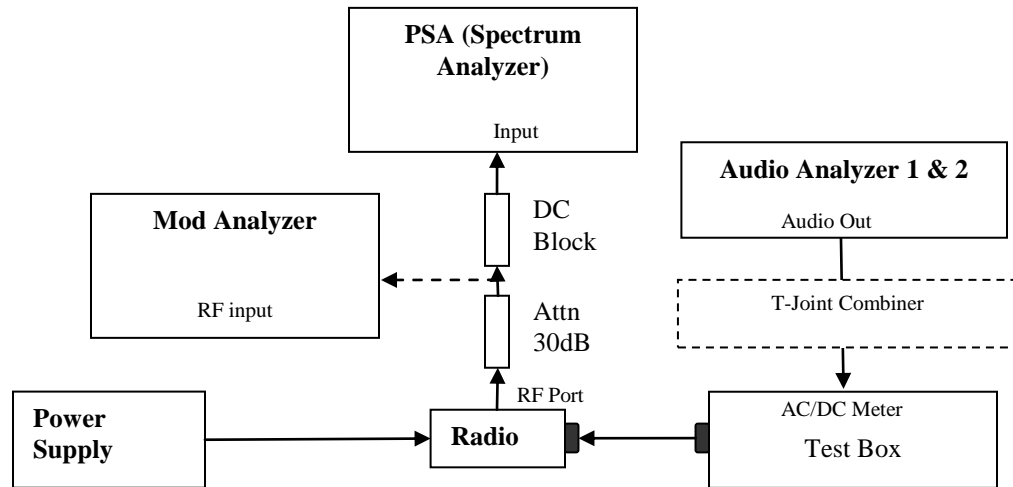 PSA (Spectrum
Analyzer)
Input
Audio Analyzer 1 & 2
Audio Out
Mod Analyzer
RF input
DC
Block
T-Joint Combiner
Attn
30dB
RF Port
Power
Supply
Radio
AC/DC Meter
Test Box